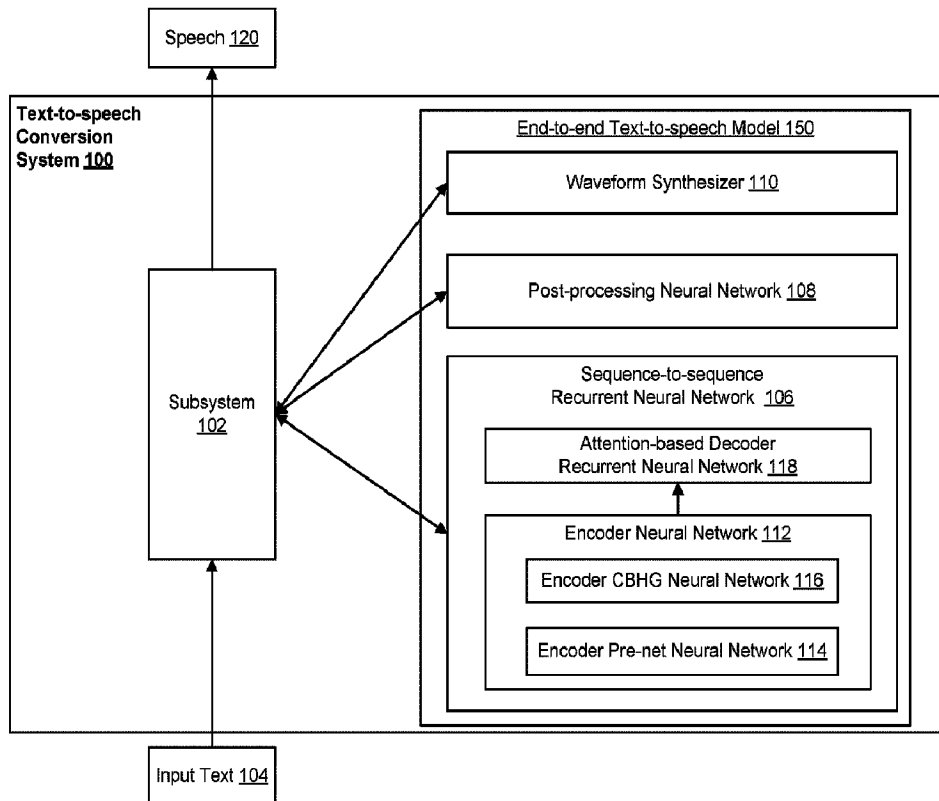 Speech 120
Text-to-speech
Conversion
System 100
End-to-end Text-to-speech Model 150
Waveform Synthesizer 110
Post-processing Neural Network 108
Subsystem
102
Sequence-to-sequence
Recurrent Neural Network 106
Attention-based Decoder
Recurrent Neural Network 118
Encoder Neural Network 112
Encoder CBHG Neural Network 116
Encoder Pre-net Neural Network 114
Input Text 104